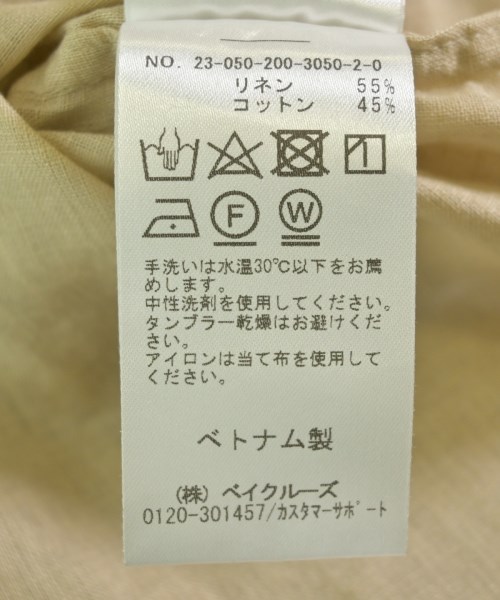 NO. 23-050-200-3050-2-0
リネン 55%
コットン 45%
F W
手洗いは水温30℃以下をお薦
めします。
中性洗剤を使用してください。
タンブラー乾燥はお避けくだ
さい。
アイロンは当て布を使用して
ください。
ベトナム製
(株) ベイクルーズ
0120-301457/カスタマーサポート